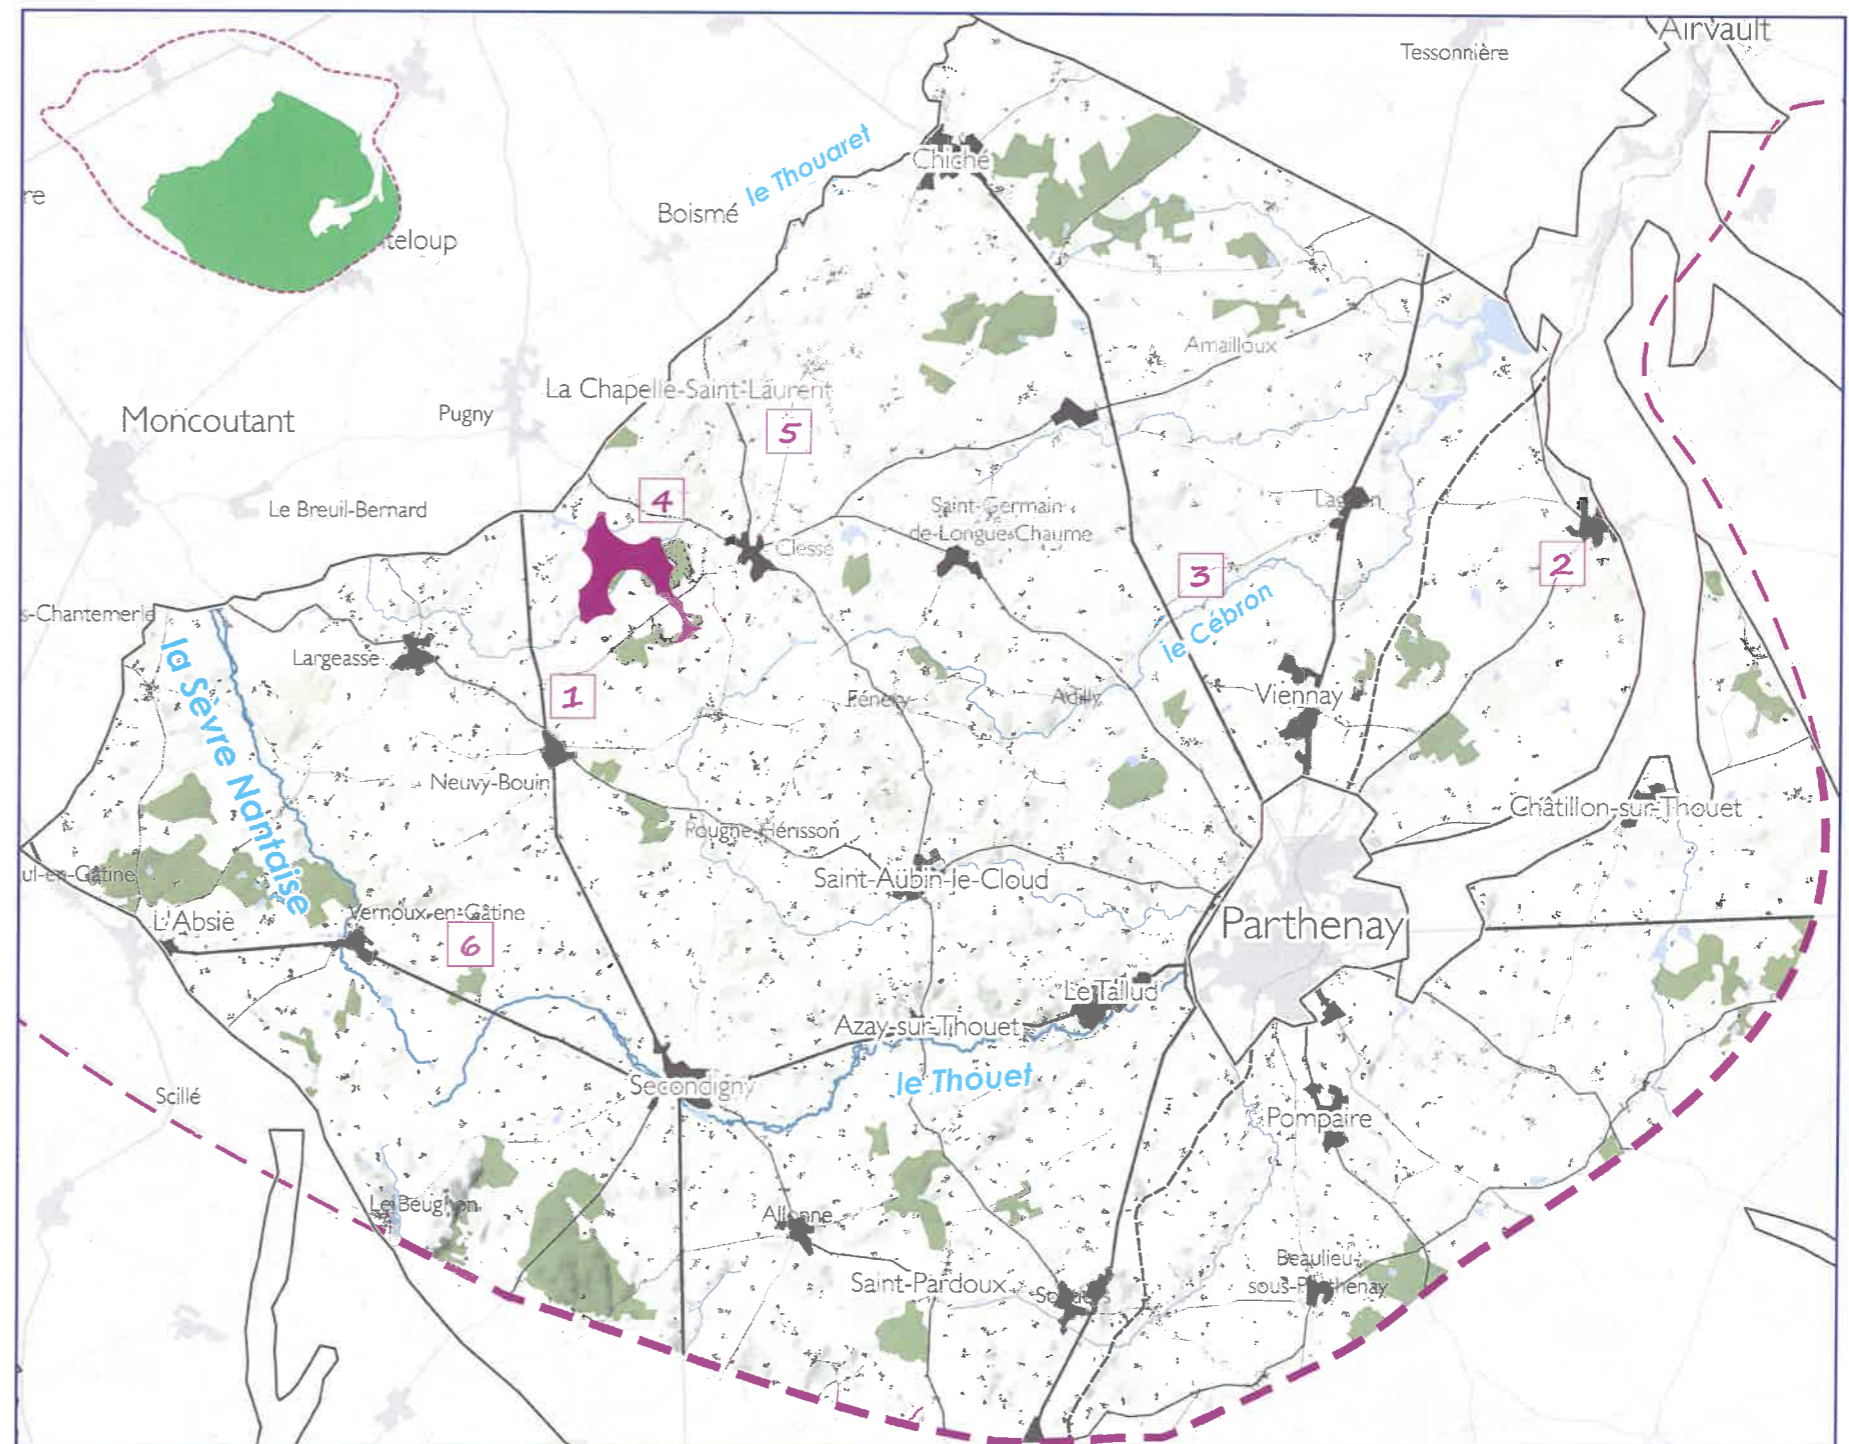 Airvault
Tessonnière
Chiché
le Thouaret
re
Boismé
teloup
Amailloux
La Chapelle-Saint-Laurent
Moncoutant
Pugny
5
4
Le Breuil-Bernard
Saint-Germain-
de-Longue-Chaume
Clessé
3
2
le Cébron
s-Chantemerle
Largeasse
la Sèvre Nantaise
1
Fénery
Adilly
Viennay
Neuvy-Bouin
Châtillon-sur-Thouet
Pougne-Hérisson
ul-en-Gâtine
Saint-Aubin-le-Cloud
L'Absie
Vernoux-en-Gâtine
Parthenay
6
Le Tallud
Azay-sur-Thouet
Secondigny
le Thouet
Scillé
Pompaire
Le Beugnon
Allonne
Saint-Pardoux
Beaulieu-
sous-Parthenay